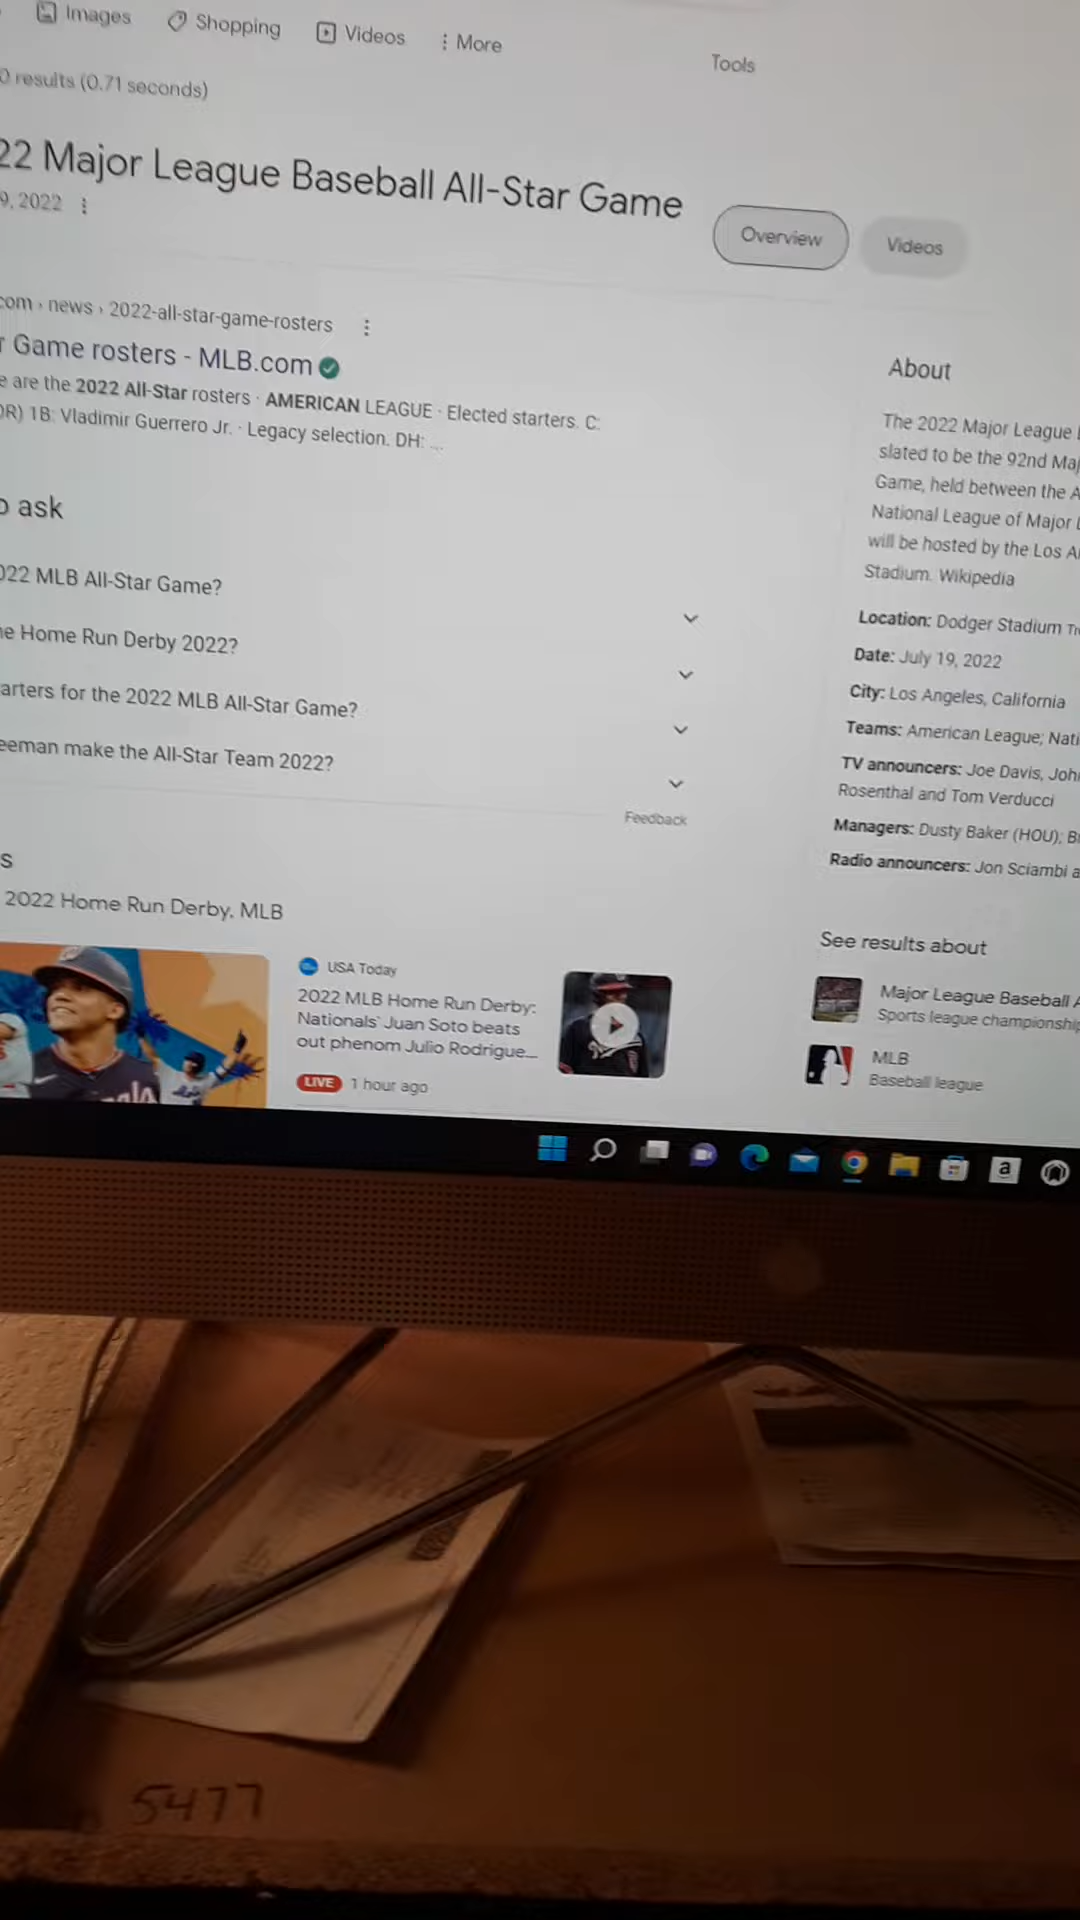 Images Shopping Videos More
Tools
0 results (0.71 seconds)
22 Major League Baseball All-Star Game
9, 2022
Overview Videos
com › news › 2022-all-star-game-rosters
r Game rosters - MLB.com
e are the 2022 All-Star rosters · AMERICAN LEAGUE · Elected starters. C:
OR) 1B: Vladimir Guerrero Jr. · Legacy selection. DH: ...
o ask
022 MLB All-Star Game?
he Home Run Derby 2022?
arters for the 2022 MLB All-Star Game?
eeman make the All-Star Team 2022?
Feedback
s
2022 Home Run Derby, MLB
USA Today
2022 MLB Home Run Derby:
Nationals' Juan Soto beats
out phenom Julio Rodrigue...
LIVE 1 hour ago
About
The 2022 Major League
slated to be the 92nd Maj
Game, held between the A
National League of Major L
will be hosted by the Los A
Stadium. Wikipedia
Location: Dodger Stadium
Date: July 19, 2022
City: Los Angeles, California
Teams: American League; Nati
TV announcers: Joe Davis, Joh
Rosenthal and Tom Verducci
Managers: Dusty Baker (HOU); B
Radio announcers: Jon Sciambi a
See results about
Major League Baseball A
Sports league championship
MLB
Baseball league
a
5477